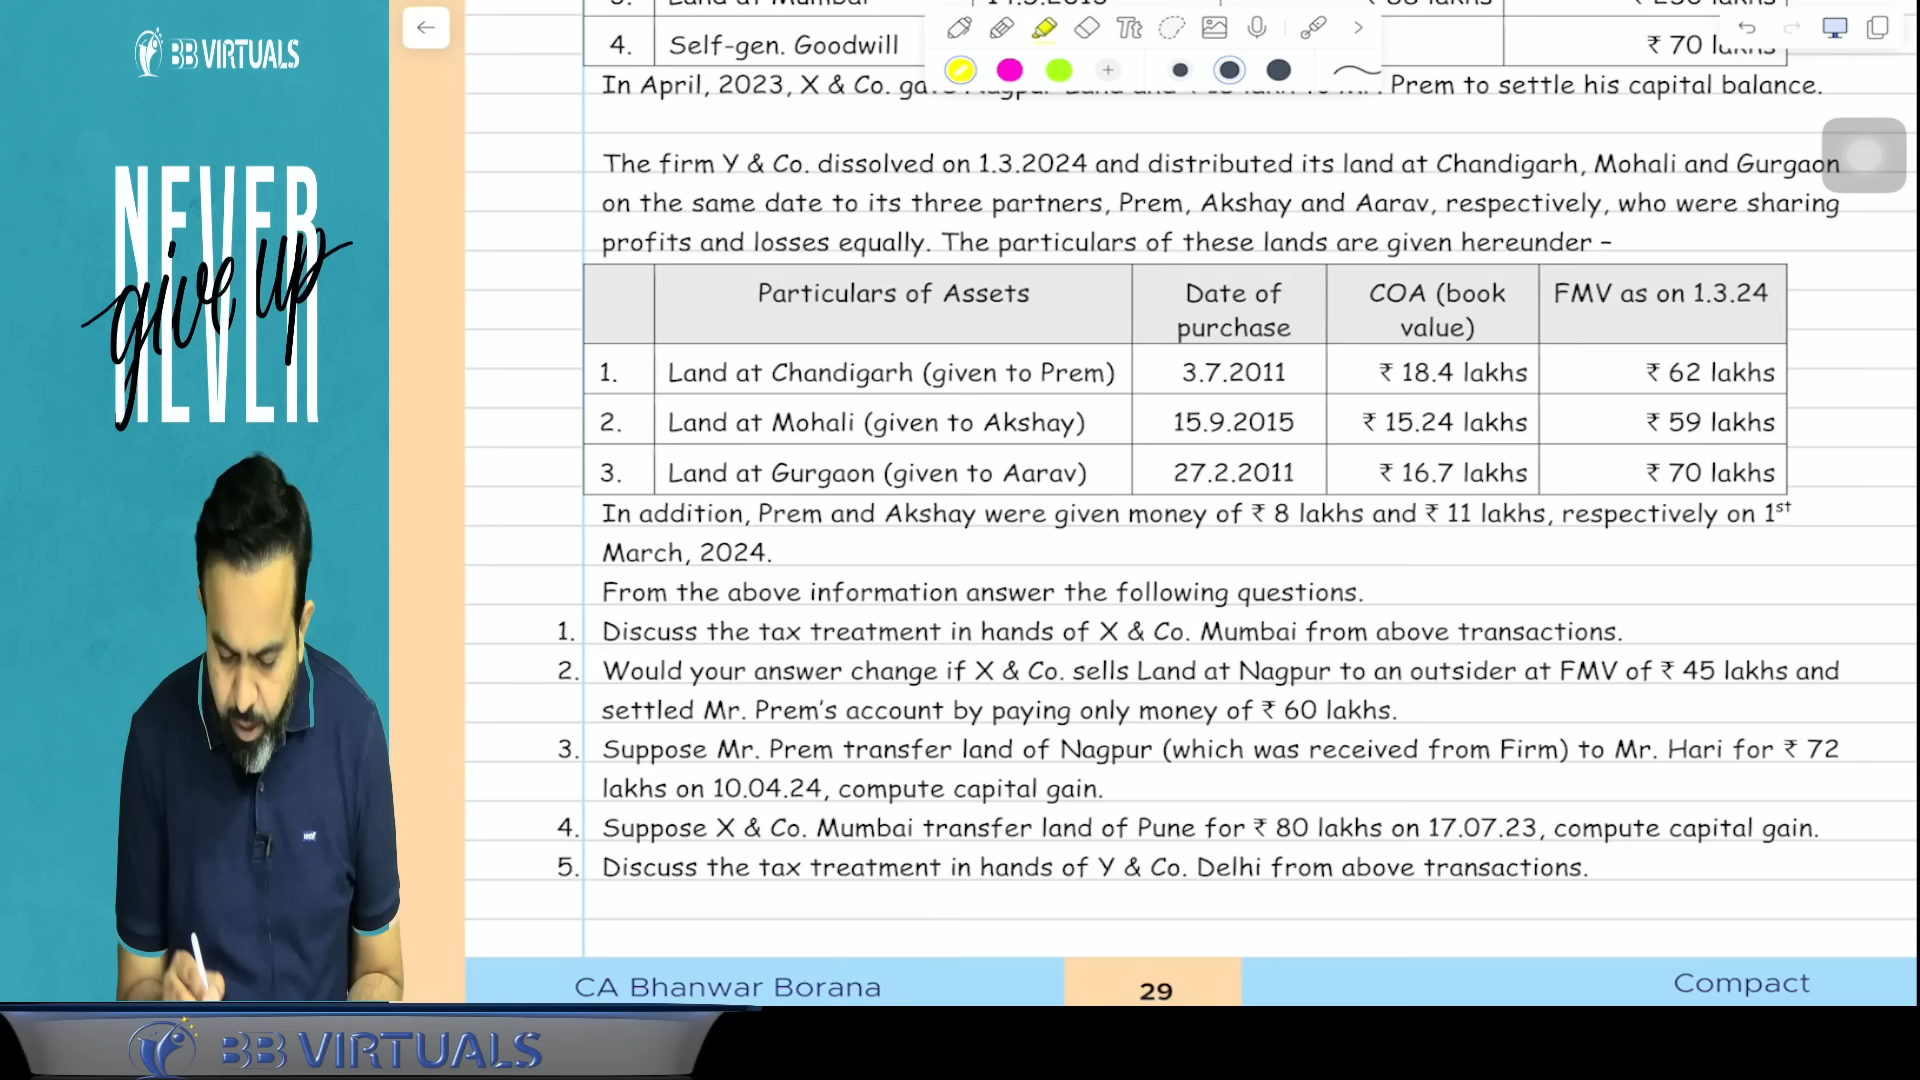 BB VIRTUALS
NEVER
give up
NEVER
4. Self-gen. Goodwill ₹ 70 lakhs
In April, 2023, X & Co. Prem to settle his capital balance.
The firm Y & Co. dissolved on 1.3.2024 and distributed its land at Chandigarh, Mohali and Gurgaon
on the same date to its three partners, Prem, Akshay and Aarav, respectively, who were sharing
profits and losses equally. The particulars of these lands are given hereunder –
Particulars of Assets Date of purchase COA (book value) FMV as on 1.3.24
1. Land at Chandigarh (given to Prem) 3.7.2011 ₹ 18.4 lakhs ₹ 62 lakhs
2. Land at Mohali (given to Akshay) 15.9.2015 ₹ 15.24 lakhs ₹ 59 lakhs
3. Land at Gurgaon (given to Aarav) 27.2.2011 ₹ 16.7 lakhs ₹ 70 lakhs
In addition, Prem and Akshay were given money of ₹ 8 lakhs and ₹ 11 lakhs, respectively on 1st
March, 2024.
From the above information answer the following questions.
1. Discuss the tax treatment in hands of X & Co. Mumbai from above transactions.
2. Would your answer change if X & Co. sells Land at Nagpur to an outsider at FMV of ₹ 45 lakhs and
settled Mr. Prem's account by paying only money of ₹ 60 lakhs.
3. Suppose Mr. Prem transfer land of Nagpur (which was received from Firm) to Mr. Hari for ₹ 72
lakhs on 10.04.24, compute capital gain.
4. Suppose X & Co. Mumbai transfer land of Pune for ₹ 80 lakhs on 17.07.23, compute capital gain.
5. Discuss the tax treatment in hands of Y & Co. Delhi from above transactions.
CA Bhanwar Borana 29 Compact
BB VIRTUALS